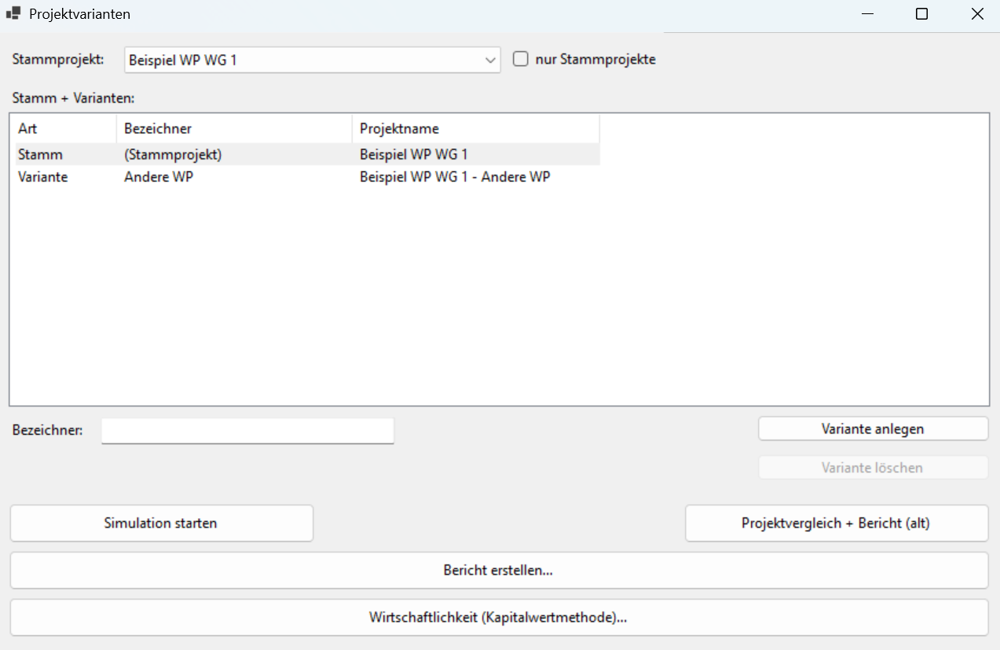 Projektvarianten
Stammprojekt: Beispiel WP WG 1 nur Stammprojekte
Stamm + Varianten:
Art Bezeichner Projektname
Stamm (Stammprojekt) Beispiel WP WG 1
Variante Andere WP Beispiel WP WG 1 - Andere WP
Bezeichner: Variante anlegen
Variante löschen
Simulation starten Projektvergleich + Bericht (alt)
Bericht erstellen...
Wirtschaftlichkeit (Kapitalwertmethode)...